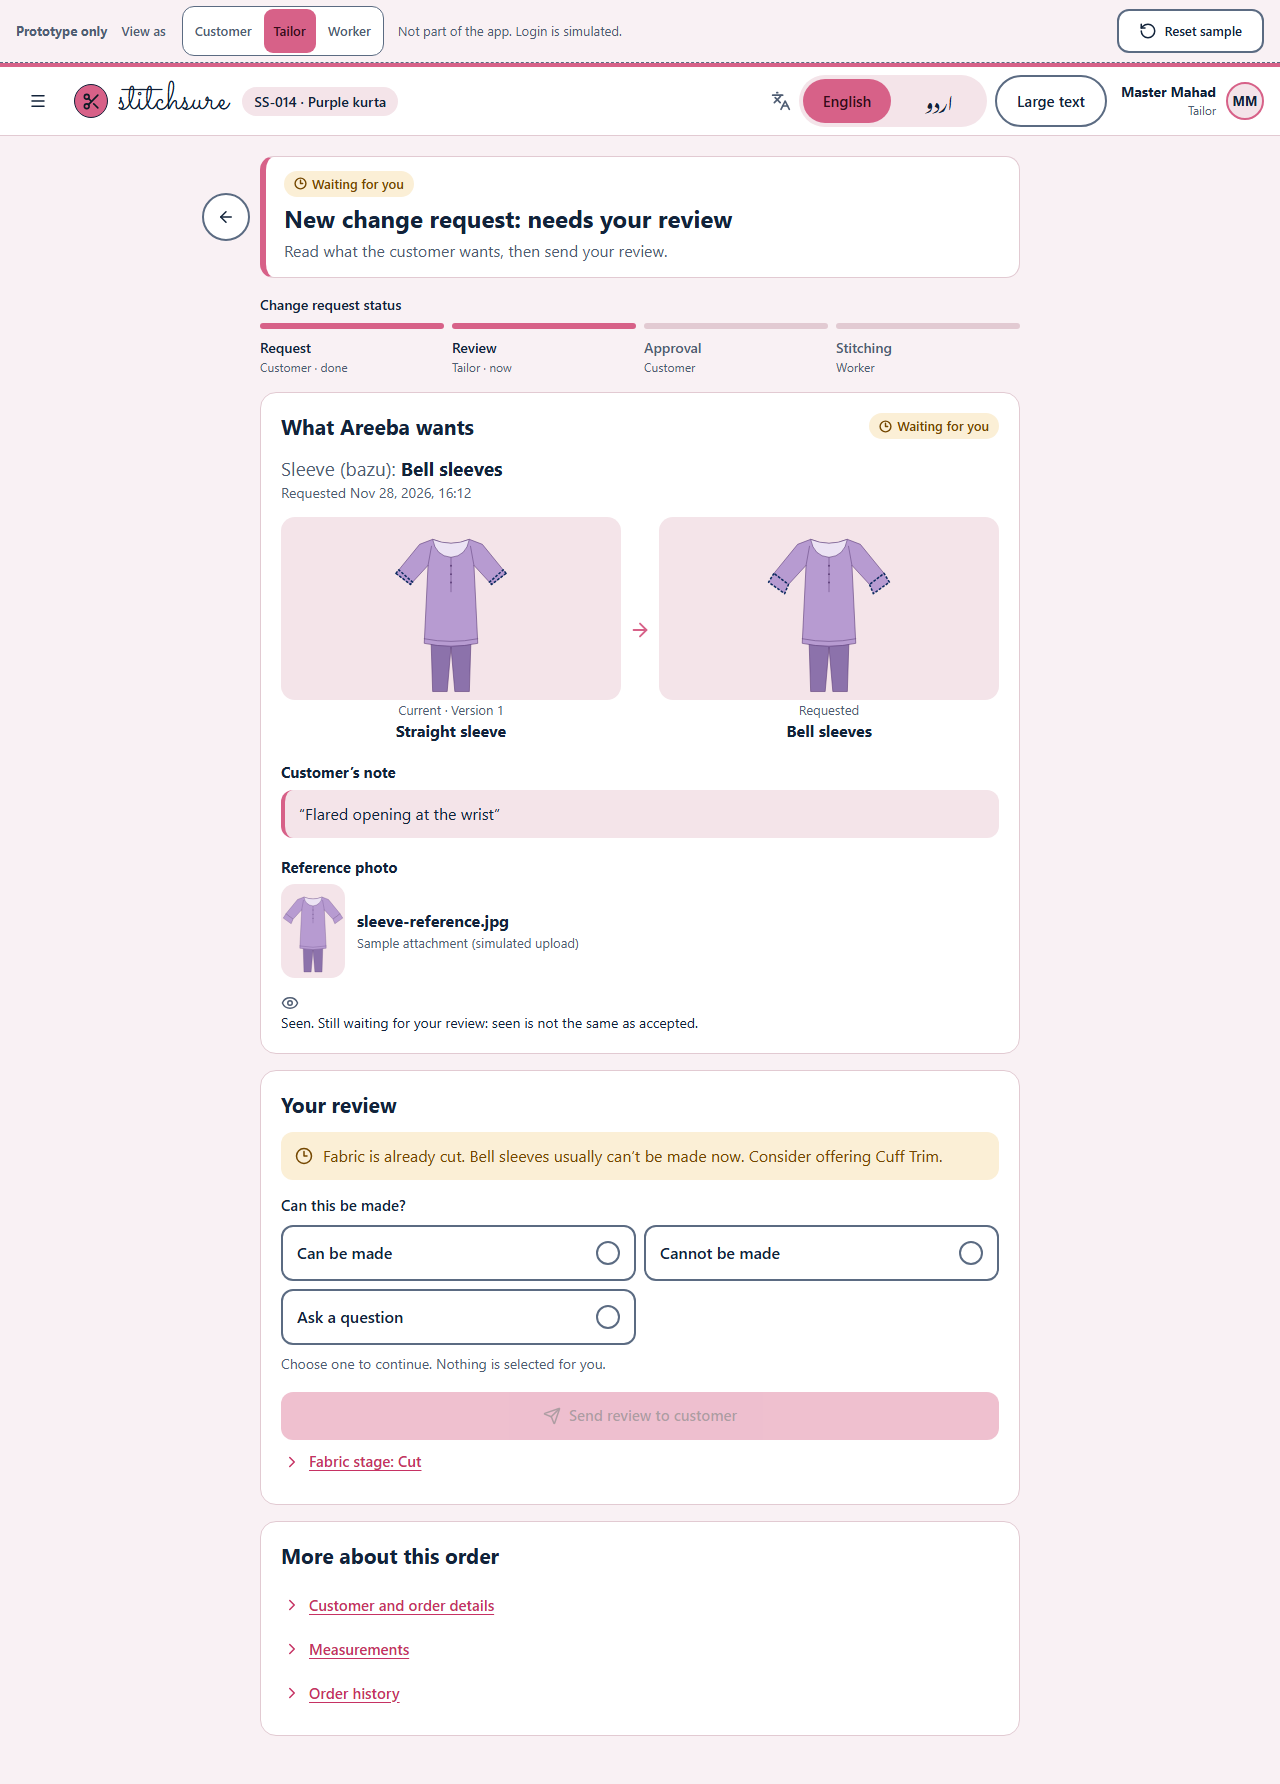 Prototype only View as Customer Tailor Worker Not part of the app. Login is simulated. Reset sample
stitchsure SS-014 · Purple kurta English اردو Large text Master Mahad MM
Tailor
Waiting for you
New change request: needs your review
Read what the customer wants, then send your review.
Change request status
Request Review Approval Stitching
Customer · done Tailor · now Customer Worker
What Areeba wants Waiting for you
Sleeve (bazu): Bell sleeves
Requested Nov 28, 2026, 16:12
Current · Version 1 Requested
Straight sleeve Bell sleeves
Customer’s note
“Flared opening at the wrist”
Reference photo
sleeve-reference.jpg
Sample attachment (simulated upload)
Seen. Still waiting for your review: seen is not the same as accepted.
Your review
Fabric is already cut. Bell sleeves usually can’t be made now. Consider offering Cuff Trim.
Can this be made?
Can be made Cannot be made
Ask a question
Choose one to continue. Nothing is selected for you.
Send review to customer
Fabric stage: Cut
More about this order
Customer and order details
Measurements
Order history